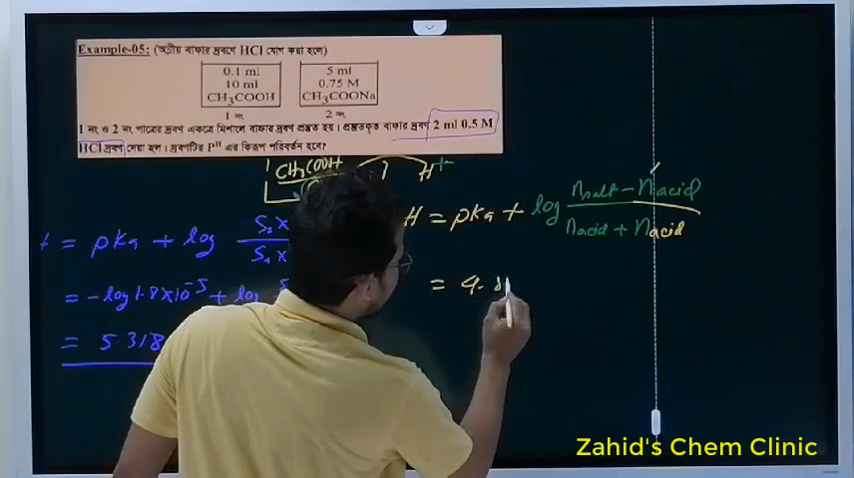 Example-05: (অম্লীয় বাফার দ্রবণে HCl যোগ করা হলে)
0.1 ml
10 ml
CH₃COOH
1 নং
5 ml
0.75 M
CH₃COONa
2 নং
1 নং ও 2 নং পাত্রের দ্রবণ একত্রে মিশালে বাফার দ্রবণ প্রস্তুত হয়। প্রস্তুতকৃত বাফার দ্রবণে 2 ml 0.5 M
HCl দ্রবণ দেয়া হল। দ্রবণটির Pᴴ এর কিরূপ পরিবর্তন হবে?
CH₃COOH H⁺
= pKa + log
= -log1.8×10⁻⁵ + log
= 5.318
H = pKa + log (nsalt - nacid) / (nacid + nacid)
= 4.
Zahid's Chem Clinic